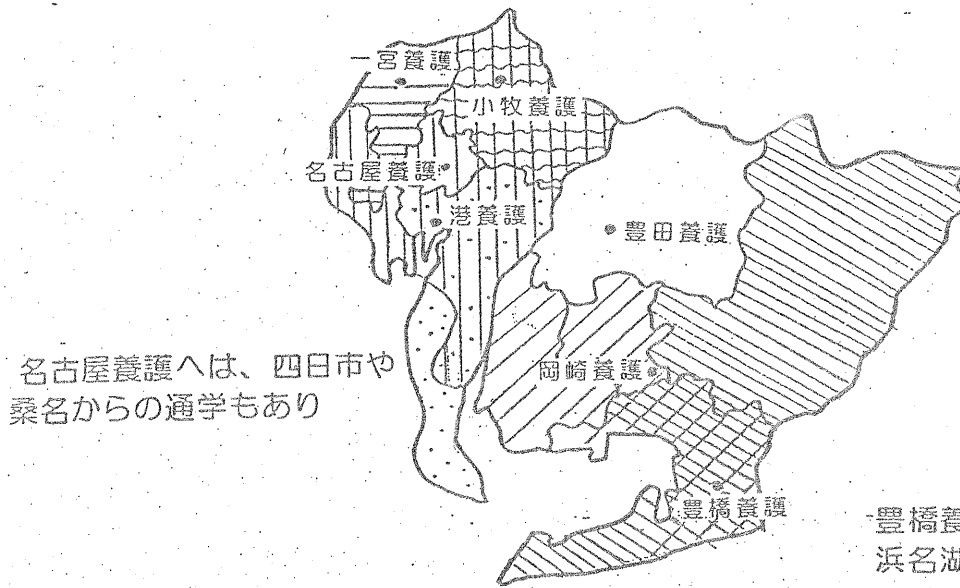 一宮養護
小牧養護
名古屋養護
港養護
豊田養護
名古屋養護へは、四日市や
桑名からの通学もあり
岡崎養護
豊橋養護
豊橋養
浜名湖